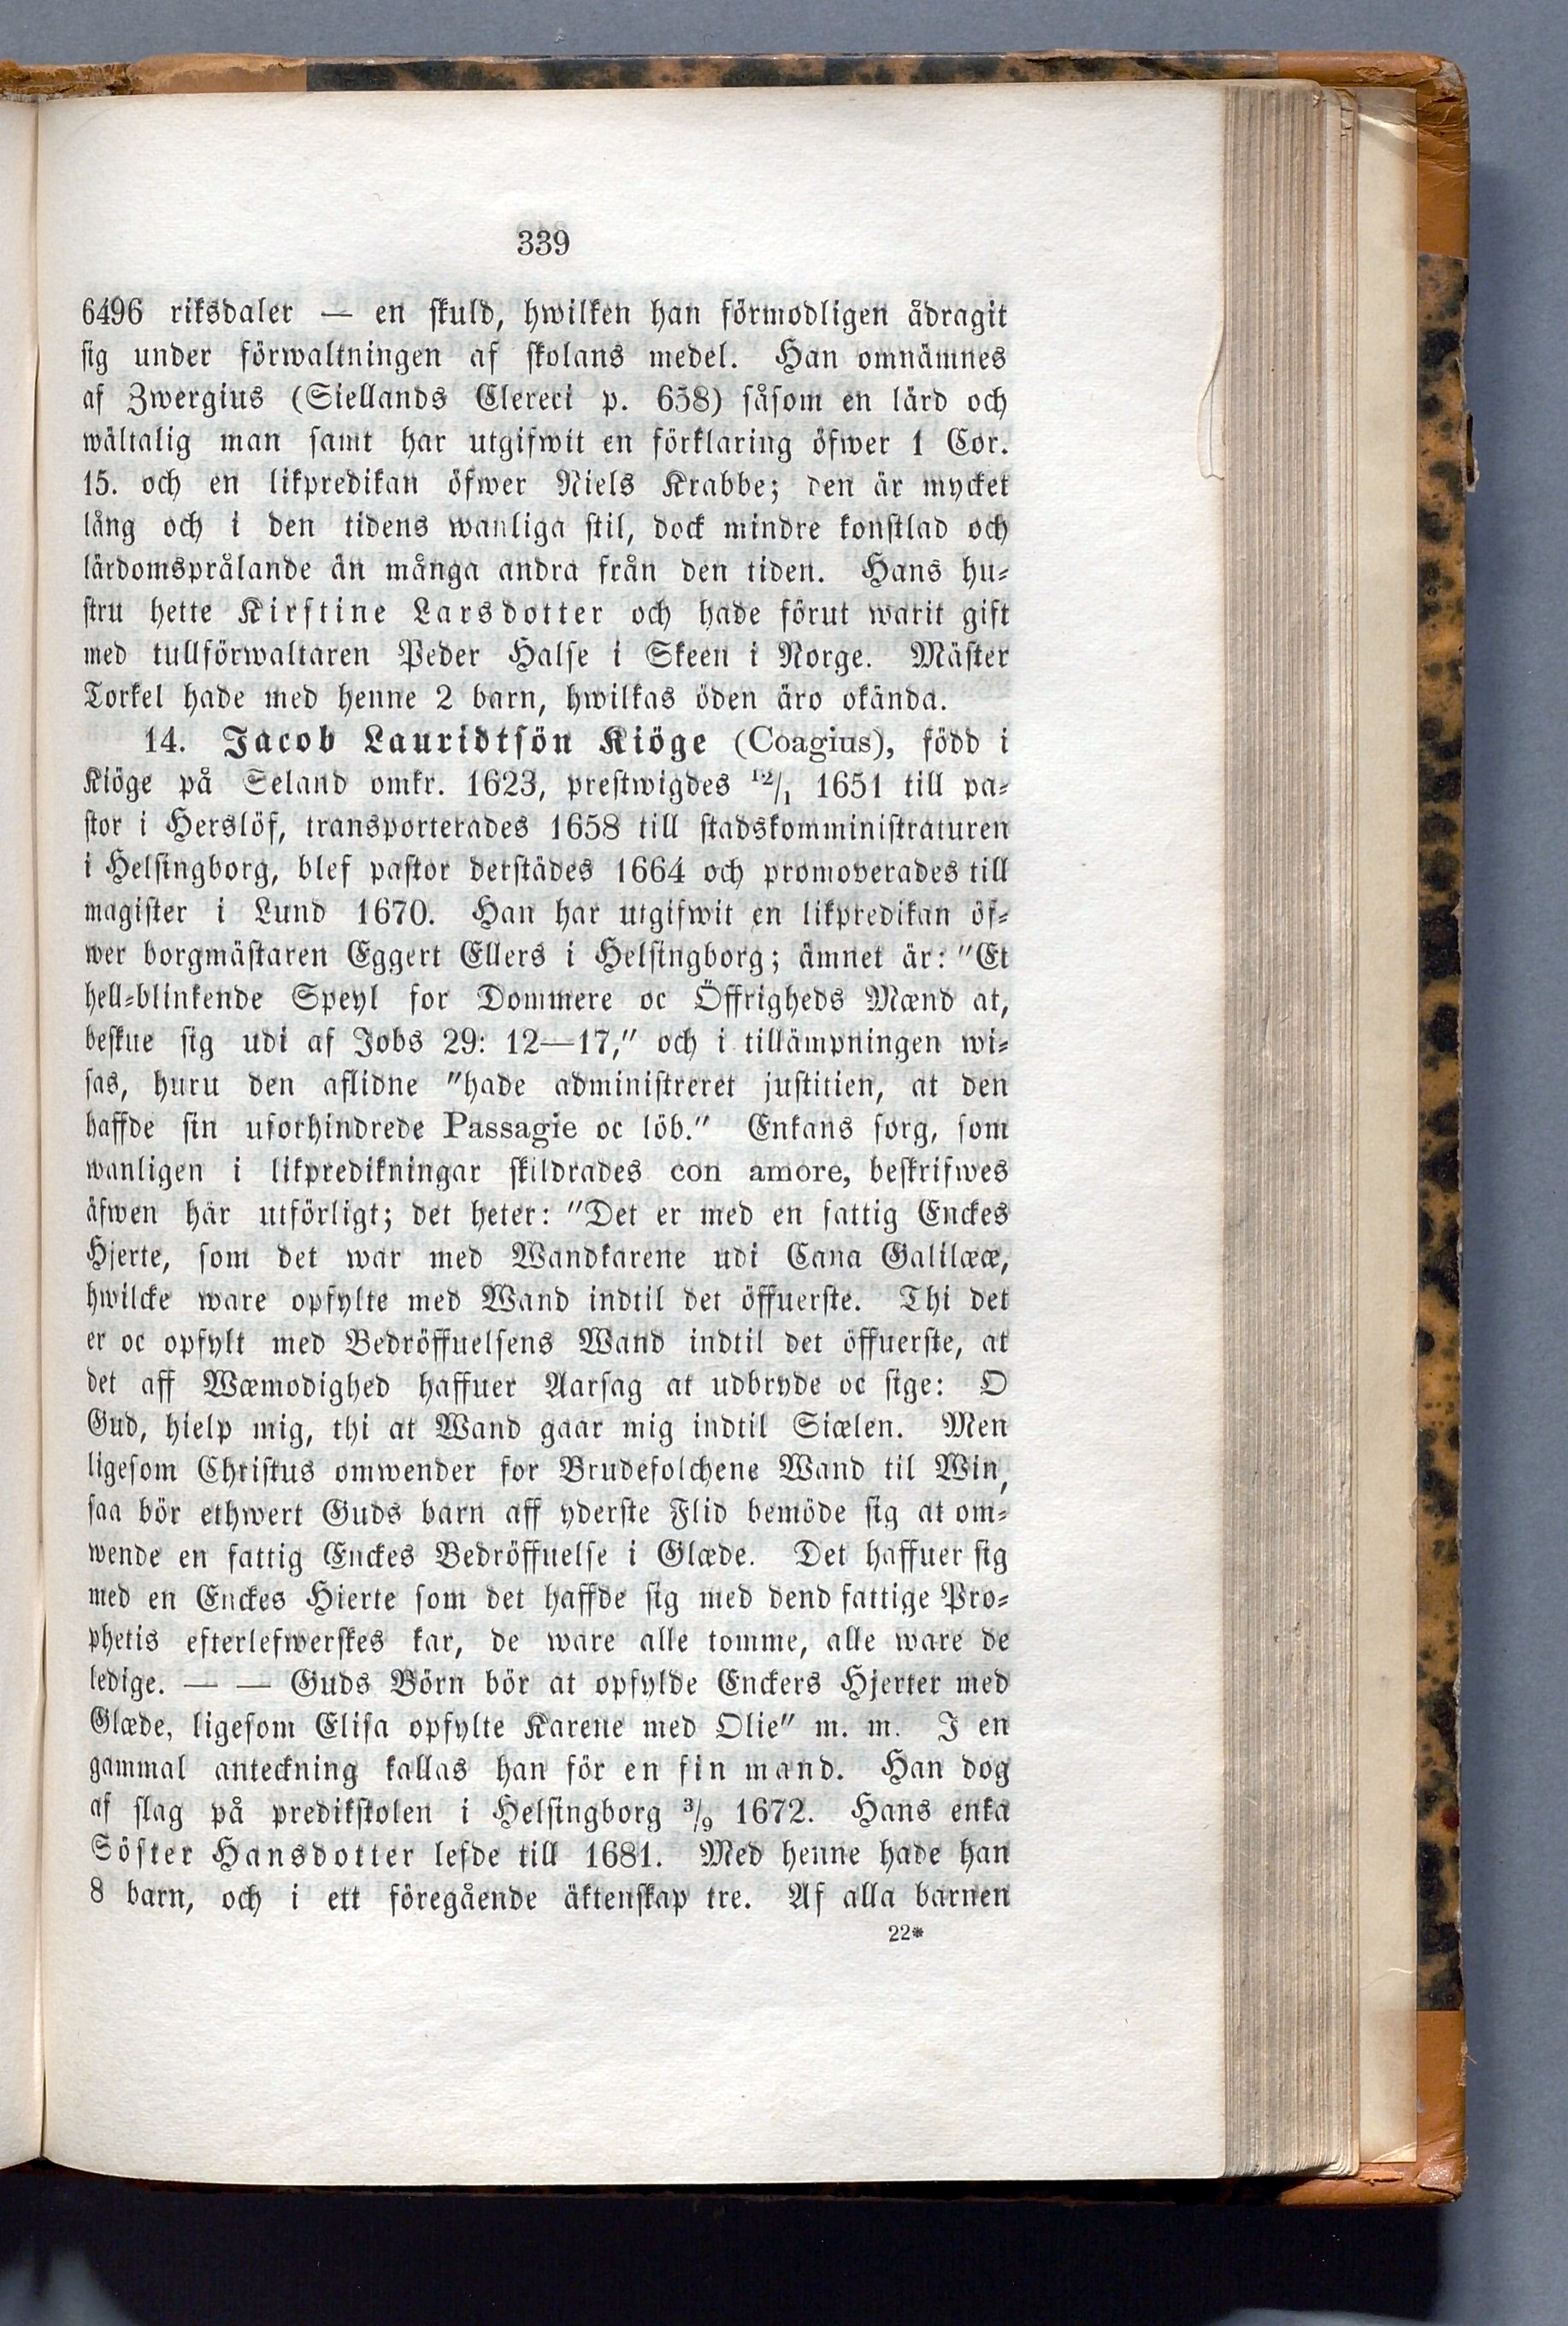 339
6496 riksdaler — en skuld, hwilken han förmodligen ådragit
sig under förwaltningen af skolans medel. Han omnämnes
af Zwergius (Siellands Clereci p. 658) såsom en lärd och
wältalig man samt har utgifwit en förklaring öfwer 1 Cor.
15. och en likpredikan öfwer Niels Krabbe; den är mycket
lång och i den tidens wanliga stil, dock mindre konstlad och
lärdomsprålande än många andra från den tiden. Hans hu-
stru hette Kirstine Larsdotter och hade förut warit gift
med tullförwaltaren Peder Halse i Skeen i Norge. Mäster
Torkel hade med henne 2 barn, hwilkas öden äro okända.
14. Jacob Lauridtsön Kiöge (Coagius), född i
Kiöge på Seland omkr. 1623, prestwigdes 12/1 1651 till pa-
stor i Herslöf, transporterades 1658 till stadskomministraturen
i Helsingborg, blef pastor derstädes 1664 och promoverades till
magister i Lund 1670. Han har utgifwit en likpredikan öf-
wer borgmästaren Eggert Ellers i Helsingborg; ämnet är: "Et
hell-blinkende Speyl for Dommere oc Öffrigheds Mænd at,
beskue sig udi af Jobs 29: 12—17," och i tillämpningen wi-
sas, huru den aflidne "hade administreret justitien, at den
haffde sin uforhindrede Passagie oc löb." Enkans sorg, som
wanligen i likpredikningar skildrades con amore, beskrifwes
äfwen här utförligt; det heter: "Det er med en fattig Enckes
Hjerte, som det war med Wandkarene udi Cana Galilææ,
hwilcke ware opfylte med Wand indtil det öffuerste. Thi det
er oc opfylt med Bedröffuelsens Wand indtil det öffuerste, at
det aff Wæmodighed haffuer Aarsag at udbryde oc sige: O
Gud, hielp mig, thi at Wand gaar mig indtil Siælen. Men
ligesom Christus omwender for Brudefolchene Wand til Win,
saa bör ethwert Guds barn aff yderste Flid bemöde sig at om-
wende en fattig Enckes Bedröffuelse i Glæde. Det haffuer sig
med en Enckes Hierte som det haffde sig med dend fattige Pro-
phetis efterlefwerskes kar, de ware alle tomme, alle ware de
ledige. — — Guds Börn bör at opfylde Enckers Hjerter med
Glæde, ligesom Elisa opfylte Karene med Olie" m. m. I en
gammal anteckning kallas han för en fin mand. Han dog
af slag på predikstolen i Helsingborg 3/9 1672. Hans enka
Söster Hansdotter lefde till 1681. Med henne hade han
8 barn, och i ett föregående äktenskap tre. Af alla barnen
22*